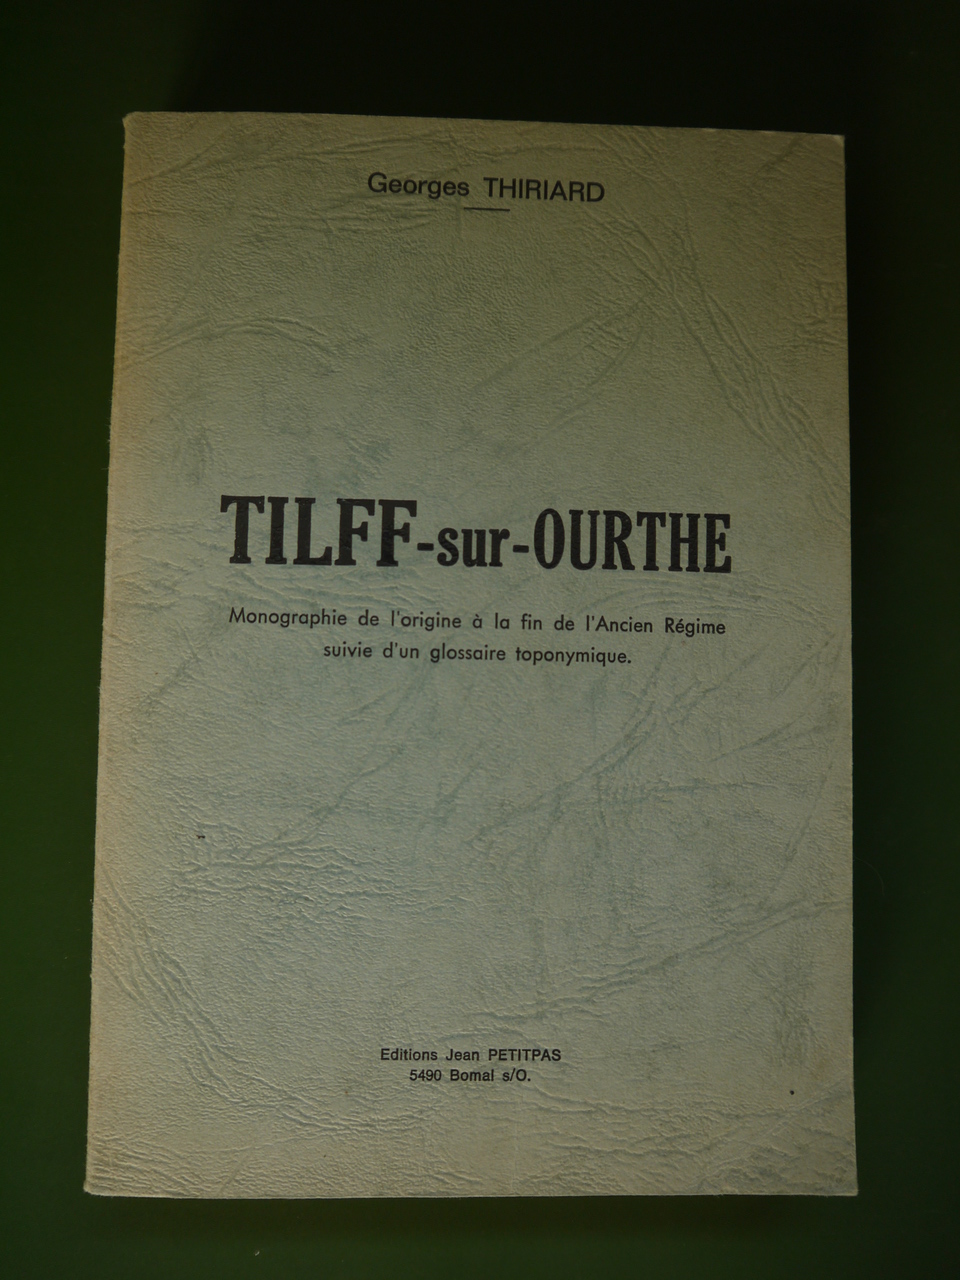 Georges THIRIARD
TILFF-sur-OURTHE
Monographie de l'origine à la fin de l'Ancien Régime
suivie d'un glossaire toponymique.
Editions Jean PETITPAS
5490 Bomal s/O.